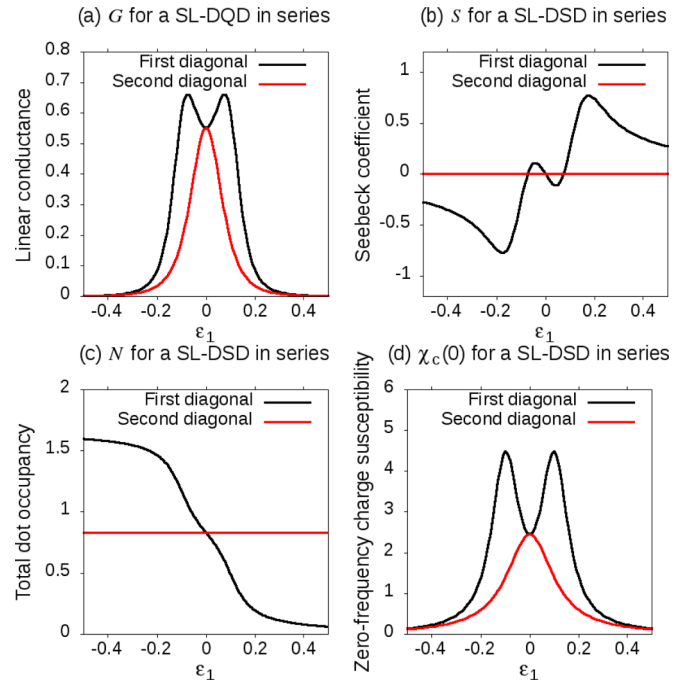 (a) G for a SL-DQD in series
First diagonal
Second diagonal
Linear conductance
0.8
0.7
0.6
0.5
0.4
0.3
0.2
0.1
0
-0.4 -0.2 0 0.2 0.4
ε1
(b) S for a SL-DSD in series
First diagonal
Second diagonal
Seebeck coefficient
1
0.5
0
-0.5
-1
-0.4 -0.2 0 0.2 0.4
ε1
(c) N for a SL-DSD in series
First diagonal
Second diagonal
Total dot occupancy
2
1.5
1
0.5
0
-0.4 -0.2 0 0.2 0.4
ε1
(d) χc(0) for a SL-DSD in series
First diagonal
Second diagonal
Zero-frequency charge susceptibility
6
5
4
3
2
1
0
-0.4 -0.2 0 0.2 0.4
ε1